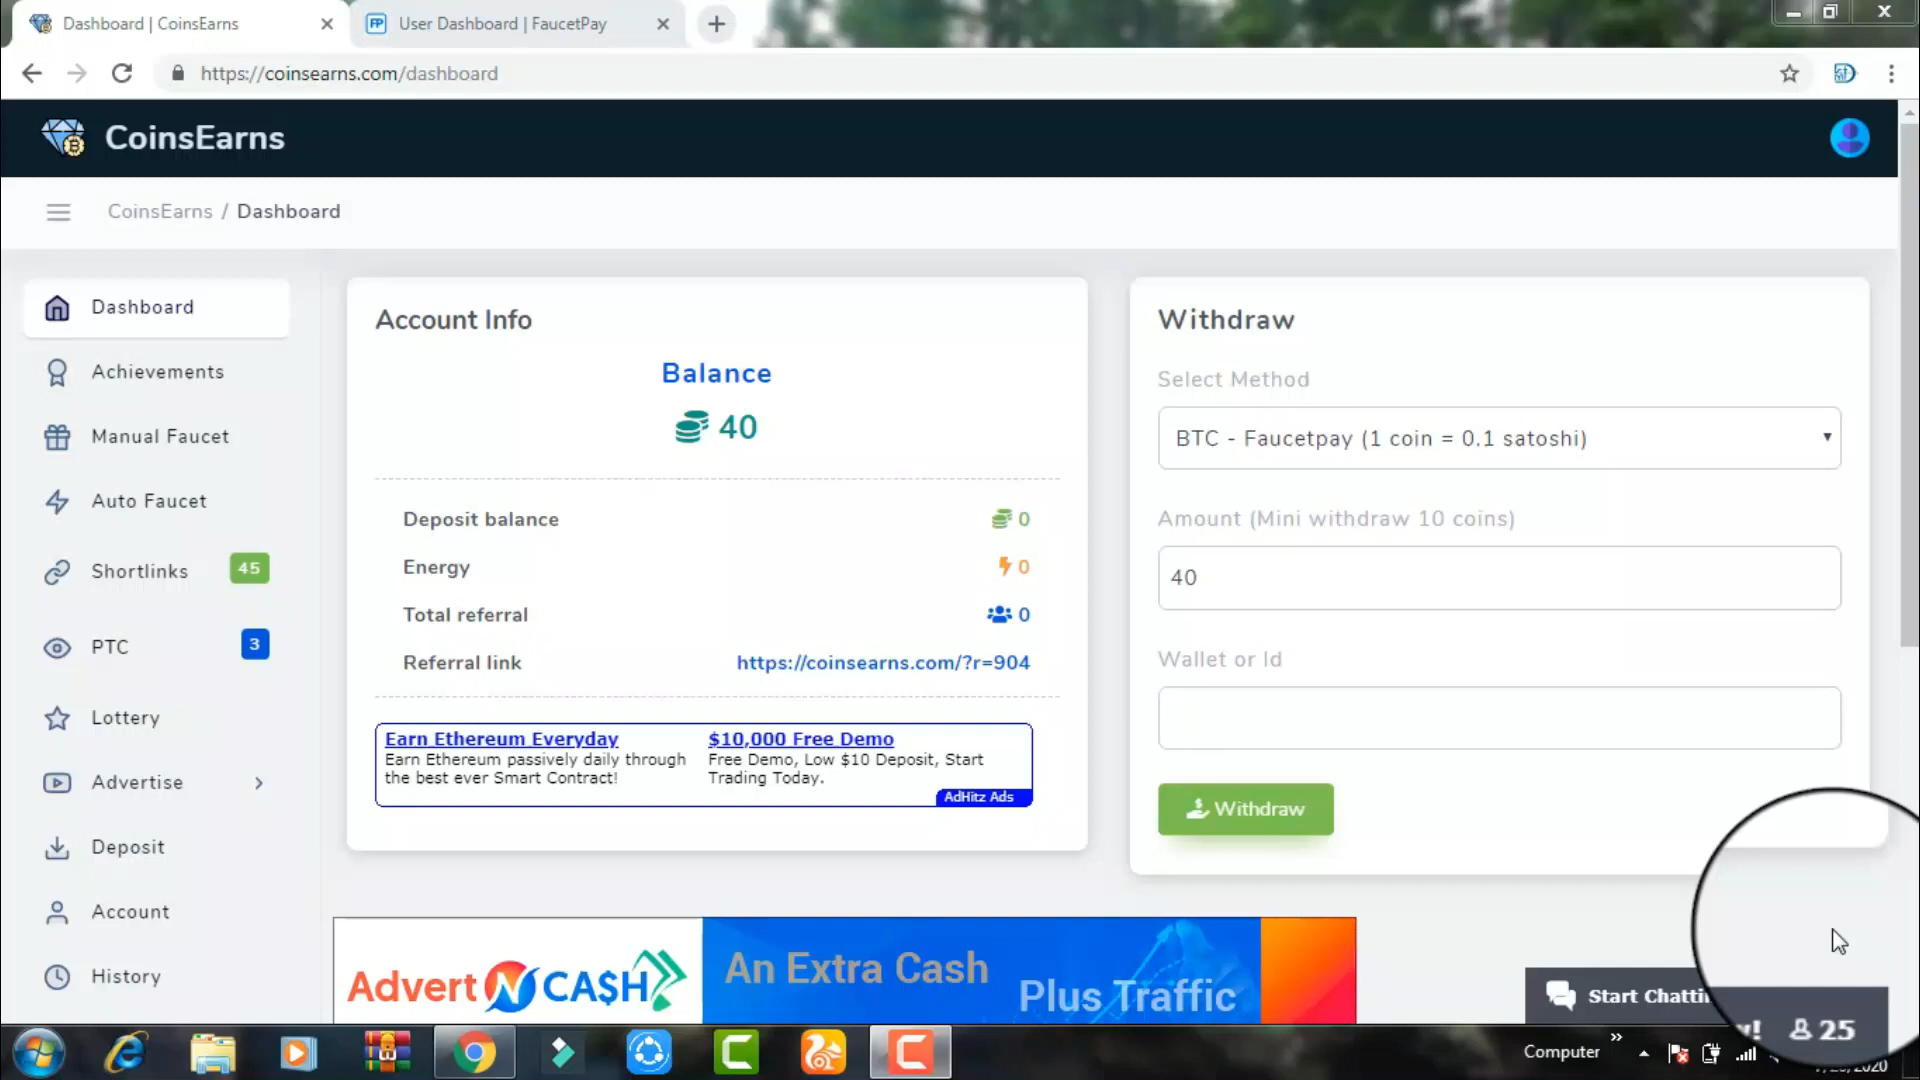 Dashboard | CoinsEarns
FP User Dashboard | FaucetPay
https://coinsearns.com/dashboard
CoinsEarns
CoinsEarns / Dashboard
Dashboard
Achievements
Manual Faucet
Auto Faucet
Shortlinks 45
PTC 3
Lottery
Advertise
Deposit
Account
History
Account Info
Balance
40
Deposit balance 0
Energy 0
Total referral 0
Referral link https://coinsearns.com/?r=904
Earn Ethereum Everyday
Earn Ethereum passively daily through
the best ever Smart Contract!
$10,000 Free Demo
Free Demo, Low $10 Deposit, Start
Trading Today.
AdHitz Ads
Withdraw
Select Method
BTC - Faucetpay (1 coin = 0.1 satoshi)
Amount (Mini withdraw 10 coins)
40
Wallet or Id
Withdraw
Advert N CA$H
An Extra Cash
Plus Traffic
Start Chatti
25
Computer